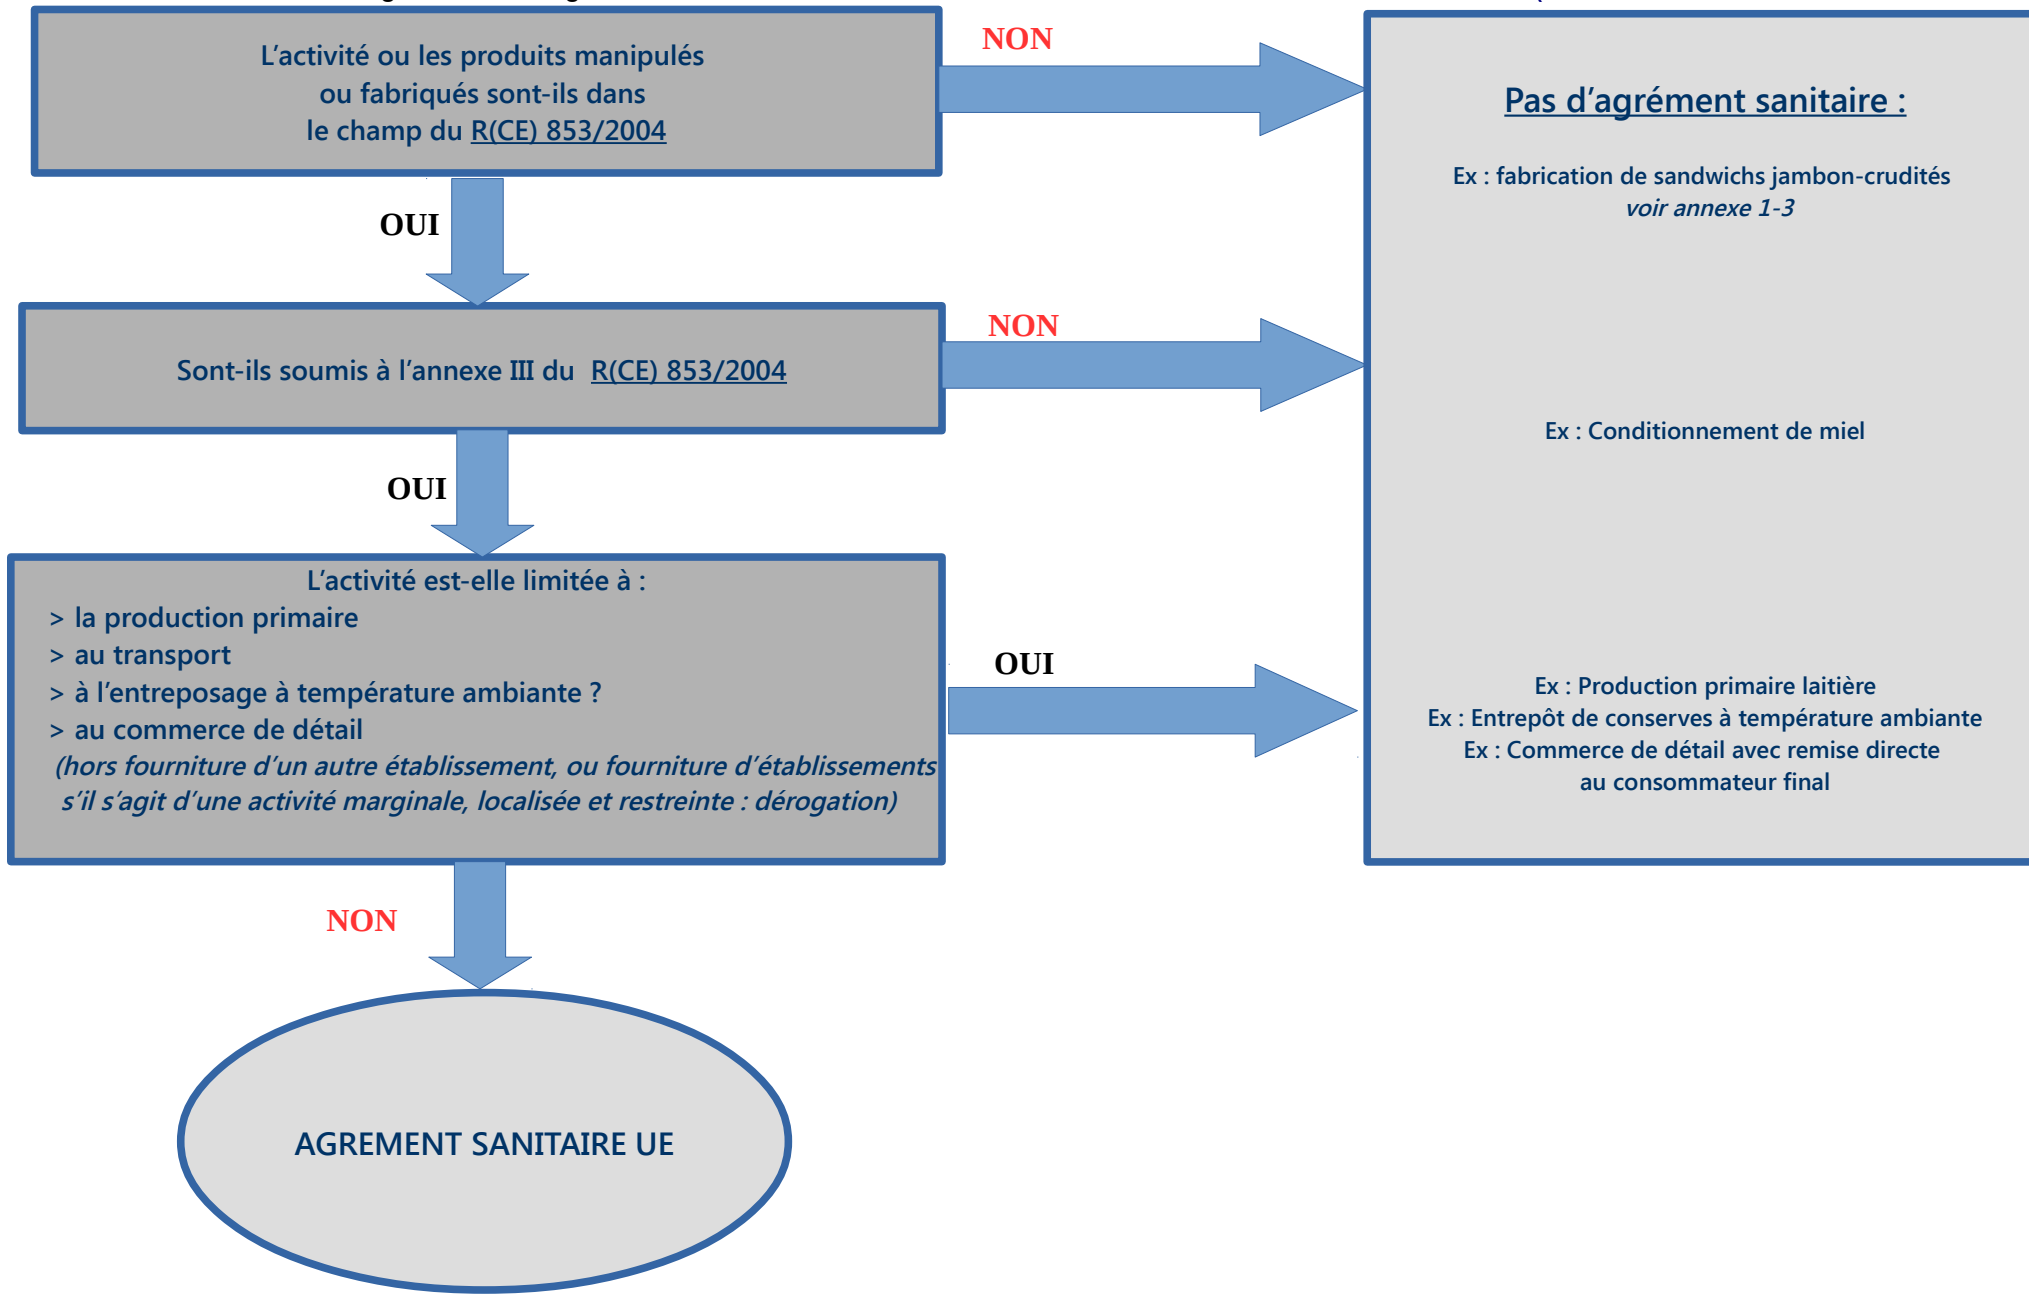 L’activité ou les produits manipulés
ou fabriqués sont-ils dans
le champ du R(CE) 853/2004
NON
Pas d’agrément sanitaire :
Ex : fabrication de sandwichs jambon-crudités
voir annexe 1-3
OUI
Sont-ils soumis à l’annexe III du R(CE) 853/2004
NON
Ex : Conditionnement de miel
OUI
L’activité est-elle limitée à :
> la production primaire
> au transport
> à l’entreposage à température ambiante ?
> au commerce de détail
(hors fourniture d’un autre établissement, ou fourniture d’établissements
s’il s’agit d’une activité marginale, localisée et restreinte : dérogation)
OUI
Ex : Production primaire laitière
Ex : Entrepôt de conserves à température ambiante
Ex : Commerce de détail avec remise directe
au consommateur final
NON
AGREMENT SANITAIRE UE